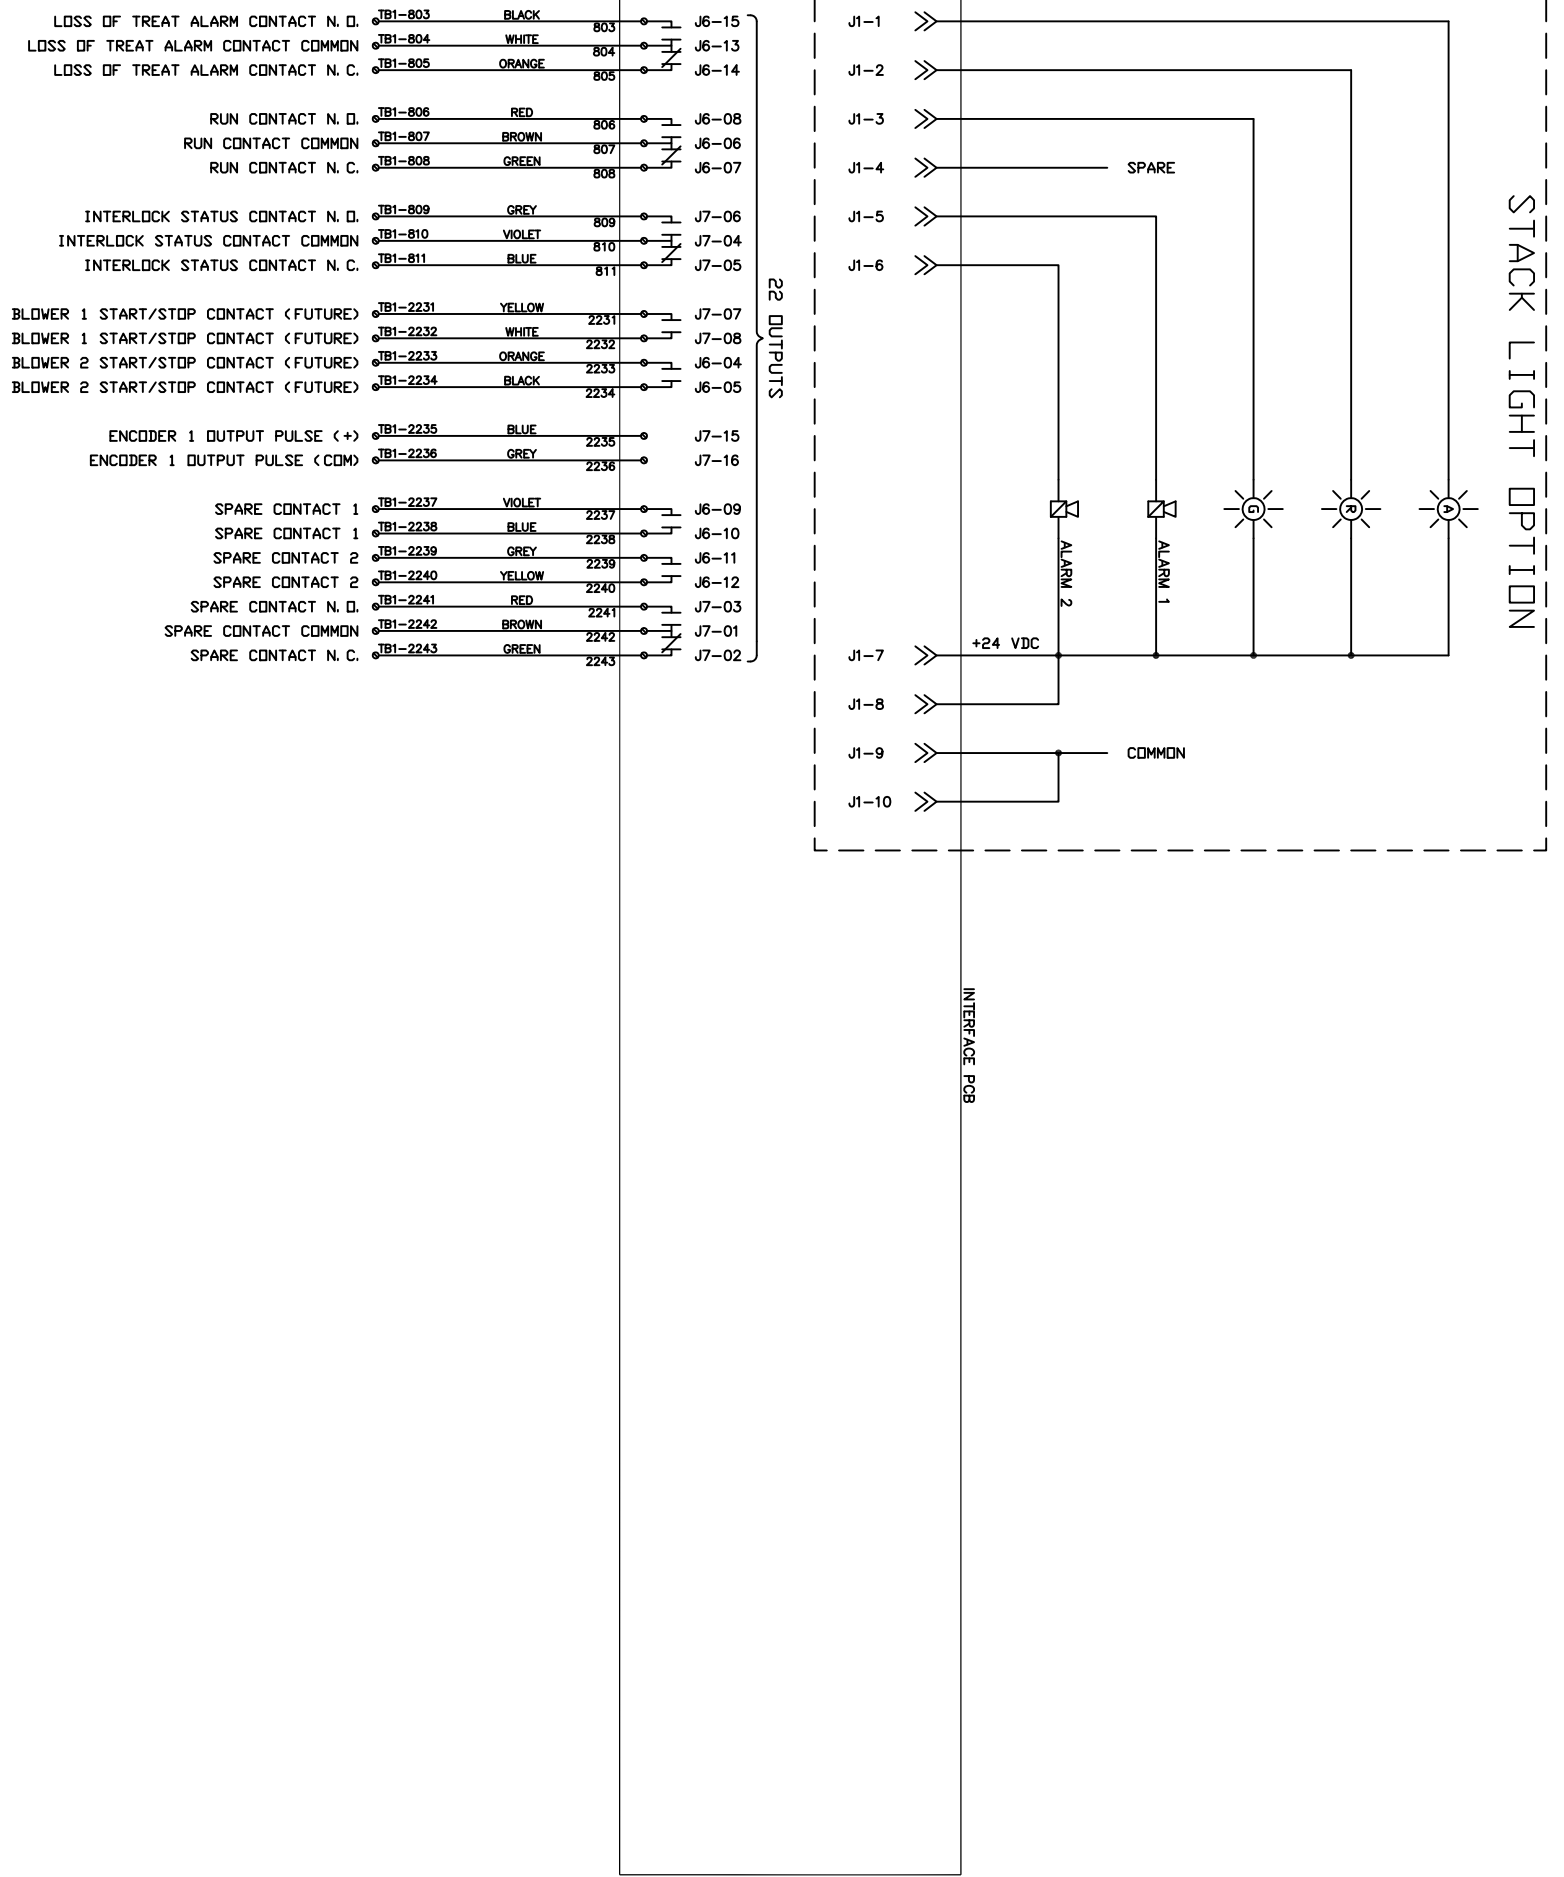 LOSS OF TREAT ALARM CONTACT N.O. TB1-803 BLACK 803 J6-15
LOSS OF TREAT ALARM CONTACT COMMON TB1-804 WHITE 804 J6-13
LOSS OF TREAT ALARM CONTACT N.C. TB1-805 ORANGE 805 J6-14
RUN CONTACT N.O. TB1-806 RED 806 J6-08
RUN CONTACT COMMON TB1-807 BROWN 807 J6-06
RUN CONTACT N.C. TB1-808 GREEN 808 J6-07
INTERLOCK STATUS CONTACT N.O. TB1-809 GREY 809 J7-06
INTERLOCK STATUS CONTACT COMMON TB1-810 VIOLET 810 J7-04
INTERLOCK STATUS CONTACT N.C. TB1-811 BLUE 811 J7-05
BLOWER 1 START/STOP CONTACT (FUTURE) TB1-2231 YELLOW 2231 J7-07
BLOWER 1 START/STOP CONTACT (FUTURE) TB1-2232 WHITE 2232 J7-08
BLOWER 2 START/STOP CONTACT (FUTURE) TB1-2233 ORANGE 2233 J6-04
BLOWER 2 START/STOP CONTACT (FUTURE) TB1-2234 BLACK 2234 J6-05
ENCODER 1 OUTPUT PULSE (+) TB1-2235 BLUE 2235 J7-15
ENCODER 1 OUTPUT PULSE (COM) TB1-2236 GREY 2236 J7-16
SPARE CONTACT 1 TB1-2237 VIOLET 2237 J6-09
SPARE CONTACT 1 TB1-2238 BLUE 2238 J6-10
SPARE CONTACT 2 TB1-2239 GREY 2239 J6-11
SPARE CONTACT 2 TB1-2240 YELLOW 2240 J6-12
SPARE CONTACT N.O. TB1-2241 RED 2241 J7-03
SPARE CONTACT COMMON TB1-2242 BROWN 2242 J7-01
SPARE CONTACT N.C. TB1-2243 GREEN 2243 J7-02
22 OUTPUTS
J1-1
J1-2
J1-3
J1-4 SPARE
J1-5
J1-6
G
R
A
ALARM 2
ALARM 1
J1-7 +24 VDC
J1-8
J1-9 COMMON
J1-10
STACK LIGHT OPTION
INTERFACE PCB